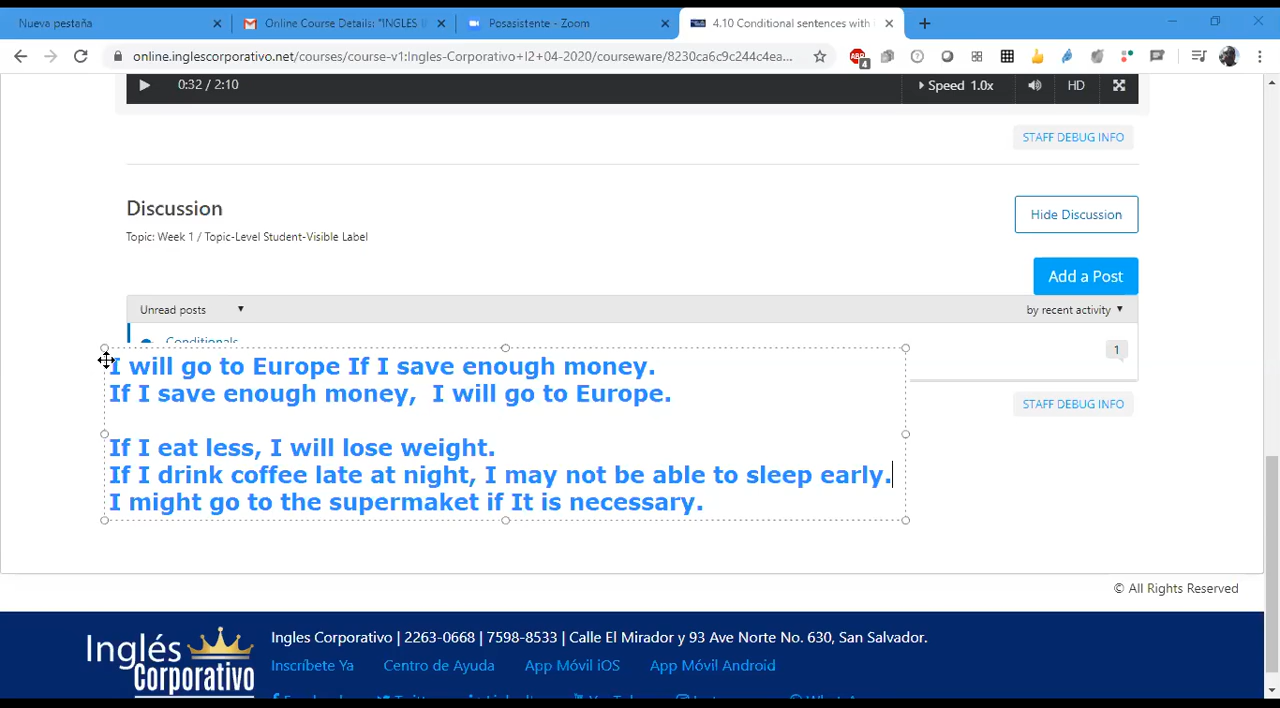 Nueva pestaña
Online Course Details: "INGLES I
Posasistente - Zoom
4.10 Conditional sentences with
online.inglescorporativo.net/courses/course-v1:Ingles-Corporativo+I2+04-2020/courseware/8230ca6c9c244c4ea...
4
0:32 / 2:10
Speed 1.0x
HD
STAFF DEBUG INFO
Discussion
Hide Discussion
Topic: Week 1 / Topic-Level Student-Visible Label
Add a Post
Unread posts
by recent activity
Conditionals
1
I will go to Europe If I save enough money.
If I save enough money, I will go to Europe.
STAFF DEBUG INFO
If I eat less, I will lose weight.
If I drink coffee late at night, I may not be able to sleep early.
I might go to the supermaket if It is necessary.
© All Rights Reserved
Inglés Corporativo
Ingles Corporativo | 2263-0668 | 7598-8533 | Calle El Mirador y 93 Ave Norte No. 630, San Salvador.
Inscríbete Ya
Centro de Ayuda
App Móvil iOS
App Móvil Android